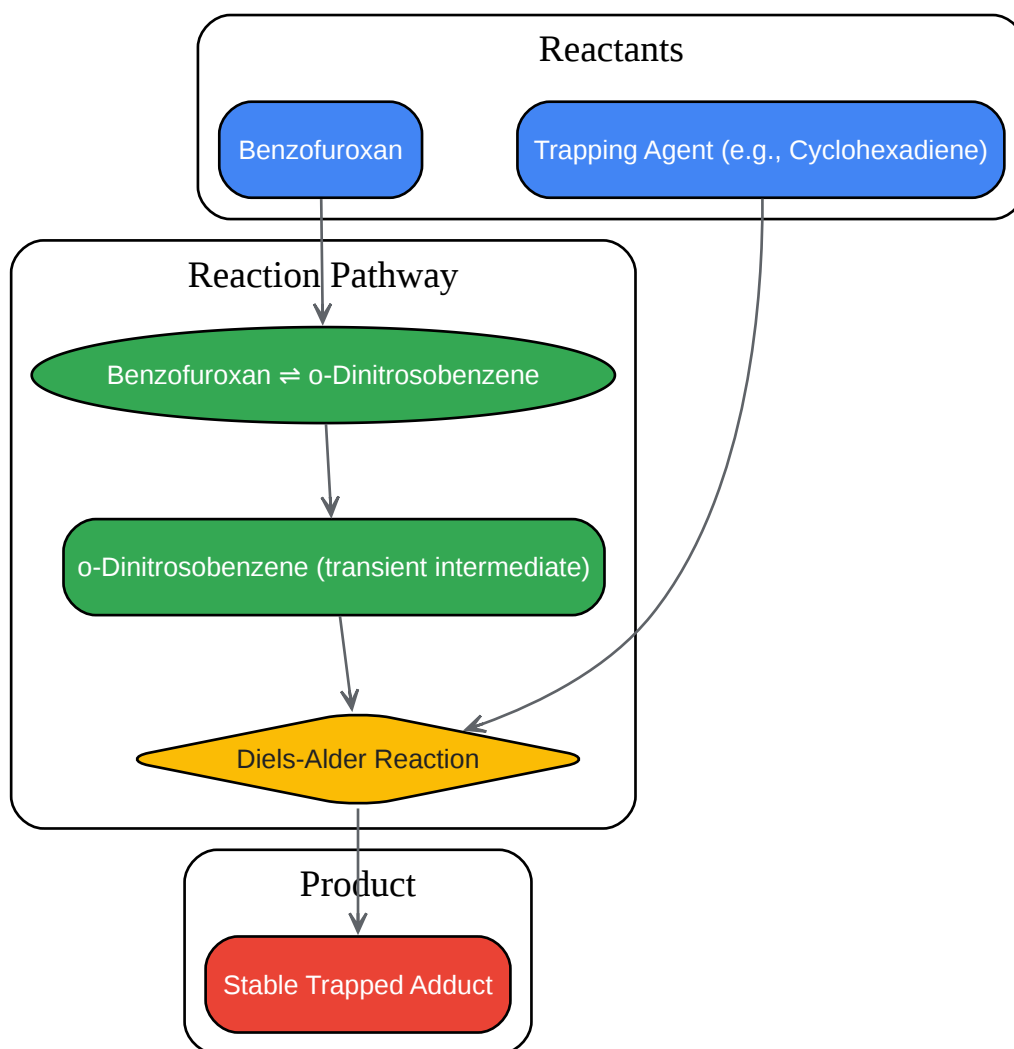 Reactants
Benzofuroxan
Trapping Agent (e.g., Cyclohexadiene)
Reaction Pathway
Benzofuroxan ⇌ o-Dinitrosobenzene
o-Dinitrosobenzene (transient intermediate)
Diels-Alder Reaction
Product
Stable Trapped Adduct